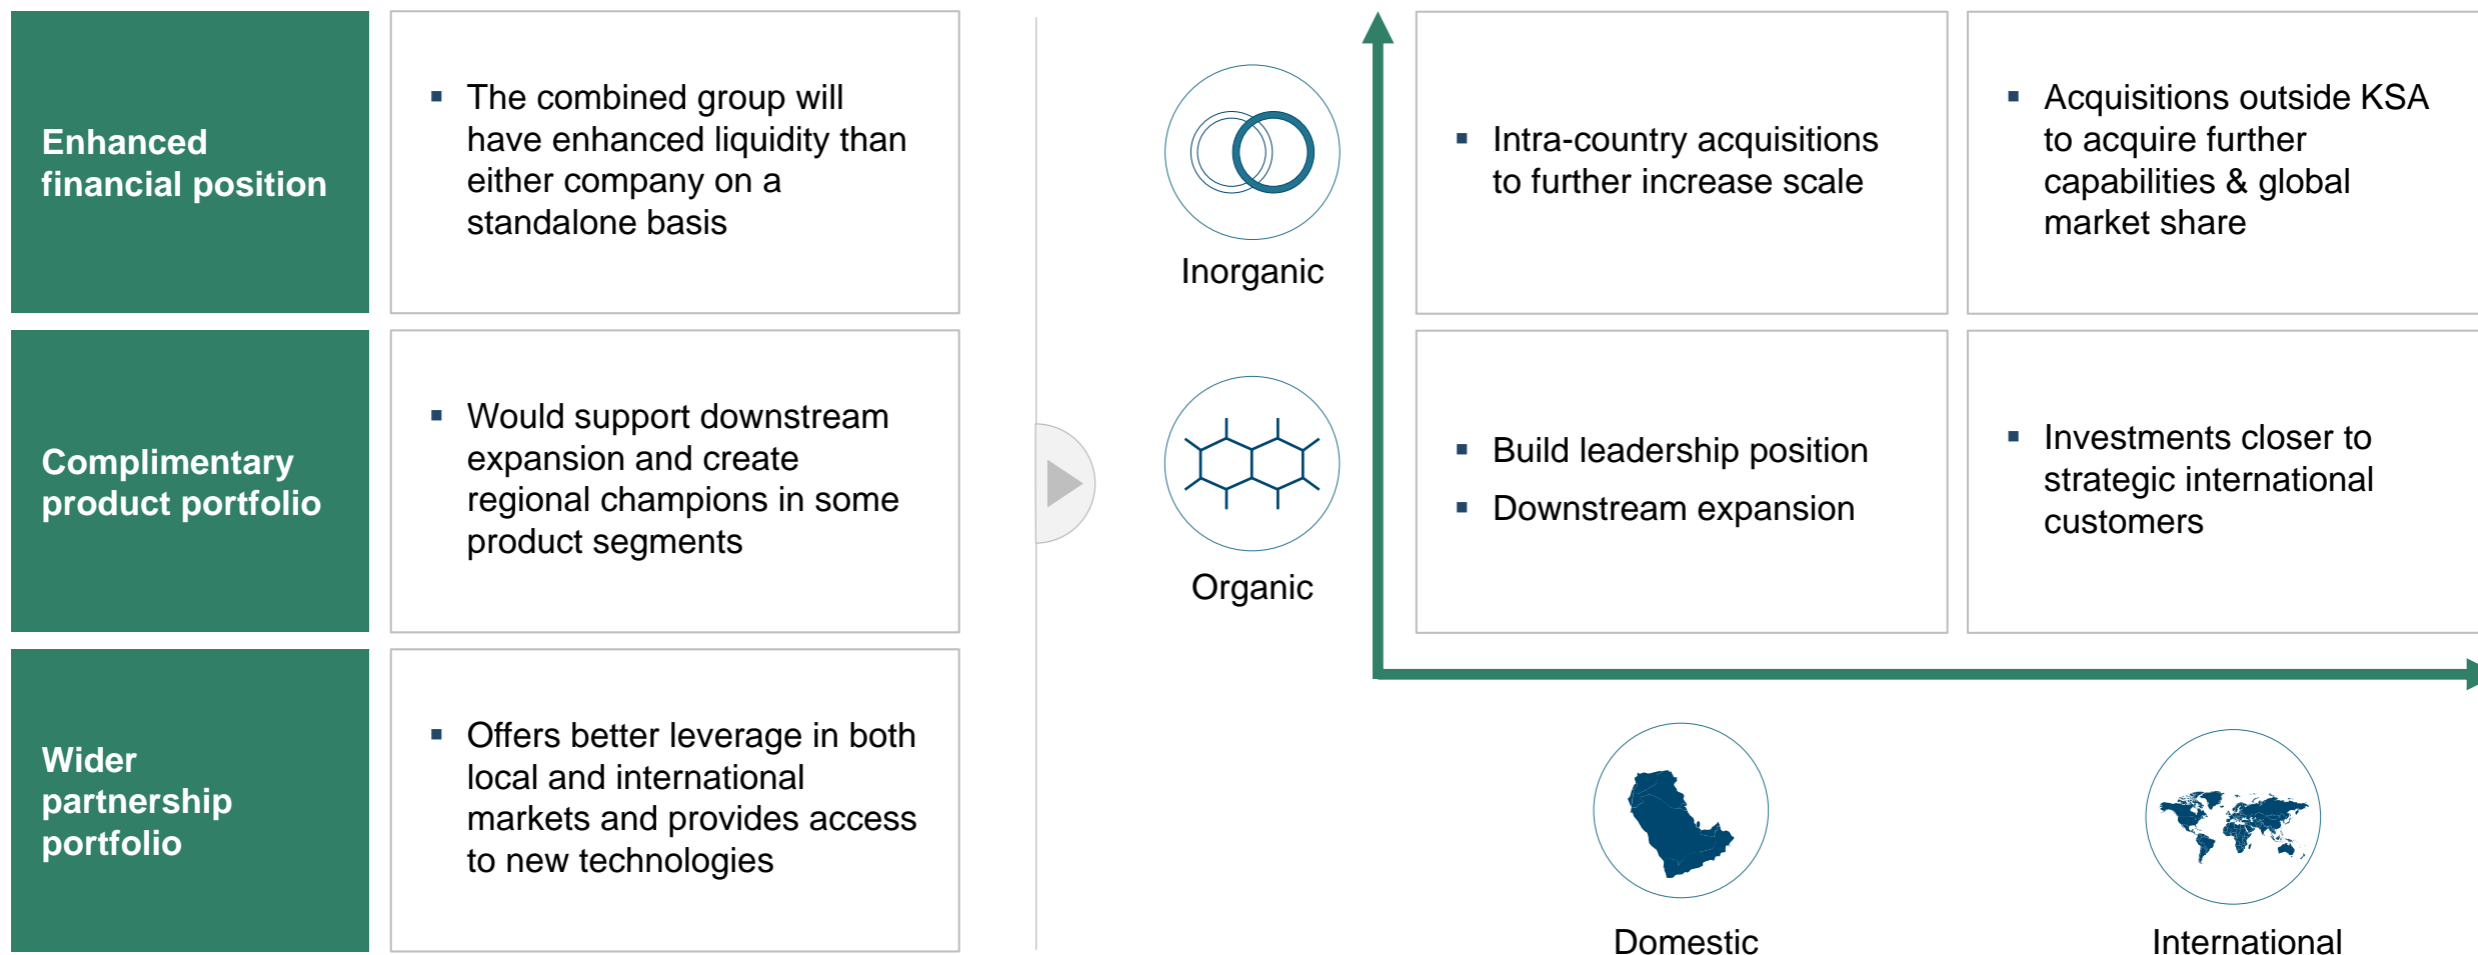 Enhanced
financial position
▪ The combined group will
have enhanced liquidity than
either company on a
standalone basis
Complimentary
product portfolio
▪ Would support downstream
expansion and create
regional champions in some
product segments
Wider
partnership
portfolio
▪ Offers better leverage in both
local and international
markets and provides access
to new technologies
Inorganic
▪ Intra-country acquisitions
to further increase scale
▪ Acquisitions outside KSA
to acquire further
capabilities & global
market share
Organic
▪ Build leadership position
▪ Downstream expansion
▪ Investments closer to
strategic international
customers
Domestic
International